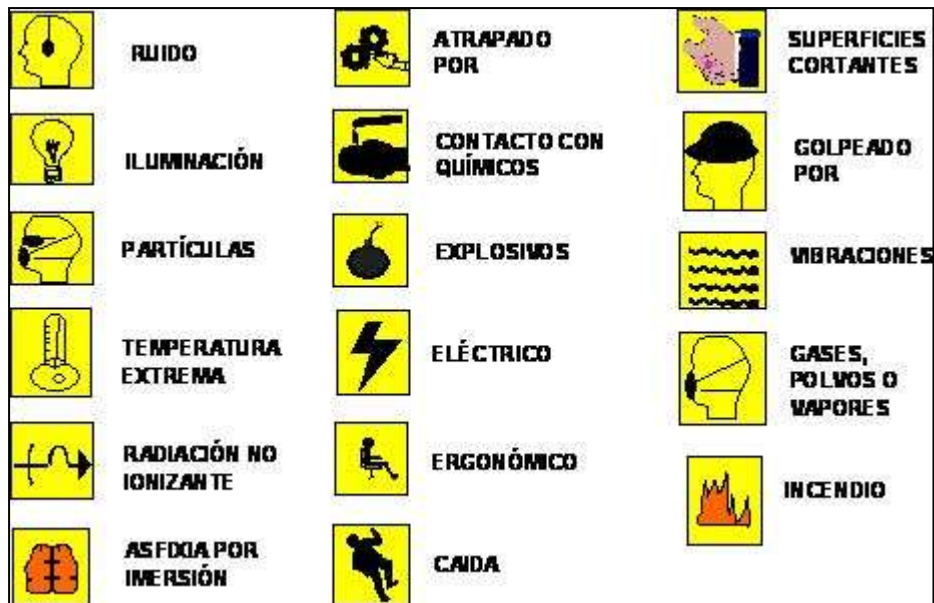 RUIDO
ILUMINACIÓN
PARTÍCULAS
TEMPERATURA
EXTREMA
RADIACIÓN NO
IONIZANTE
ASFIXIA POR
IMERSIÓN
ATRAPADO
POR
CONTACTO CON
QUÍMICOS
EXPLOSIVOS
ELÉCTRICO
ERGONÓMICO
CAIDA
SUPERFICIES
CORTANTES
GOLPEADO
POR
VIBRACIONES
GASES,
POLVOS O
VAPORES
INCENDIO